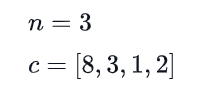 n = 3
c = [8, 3, 1, 2]